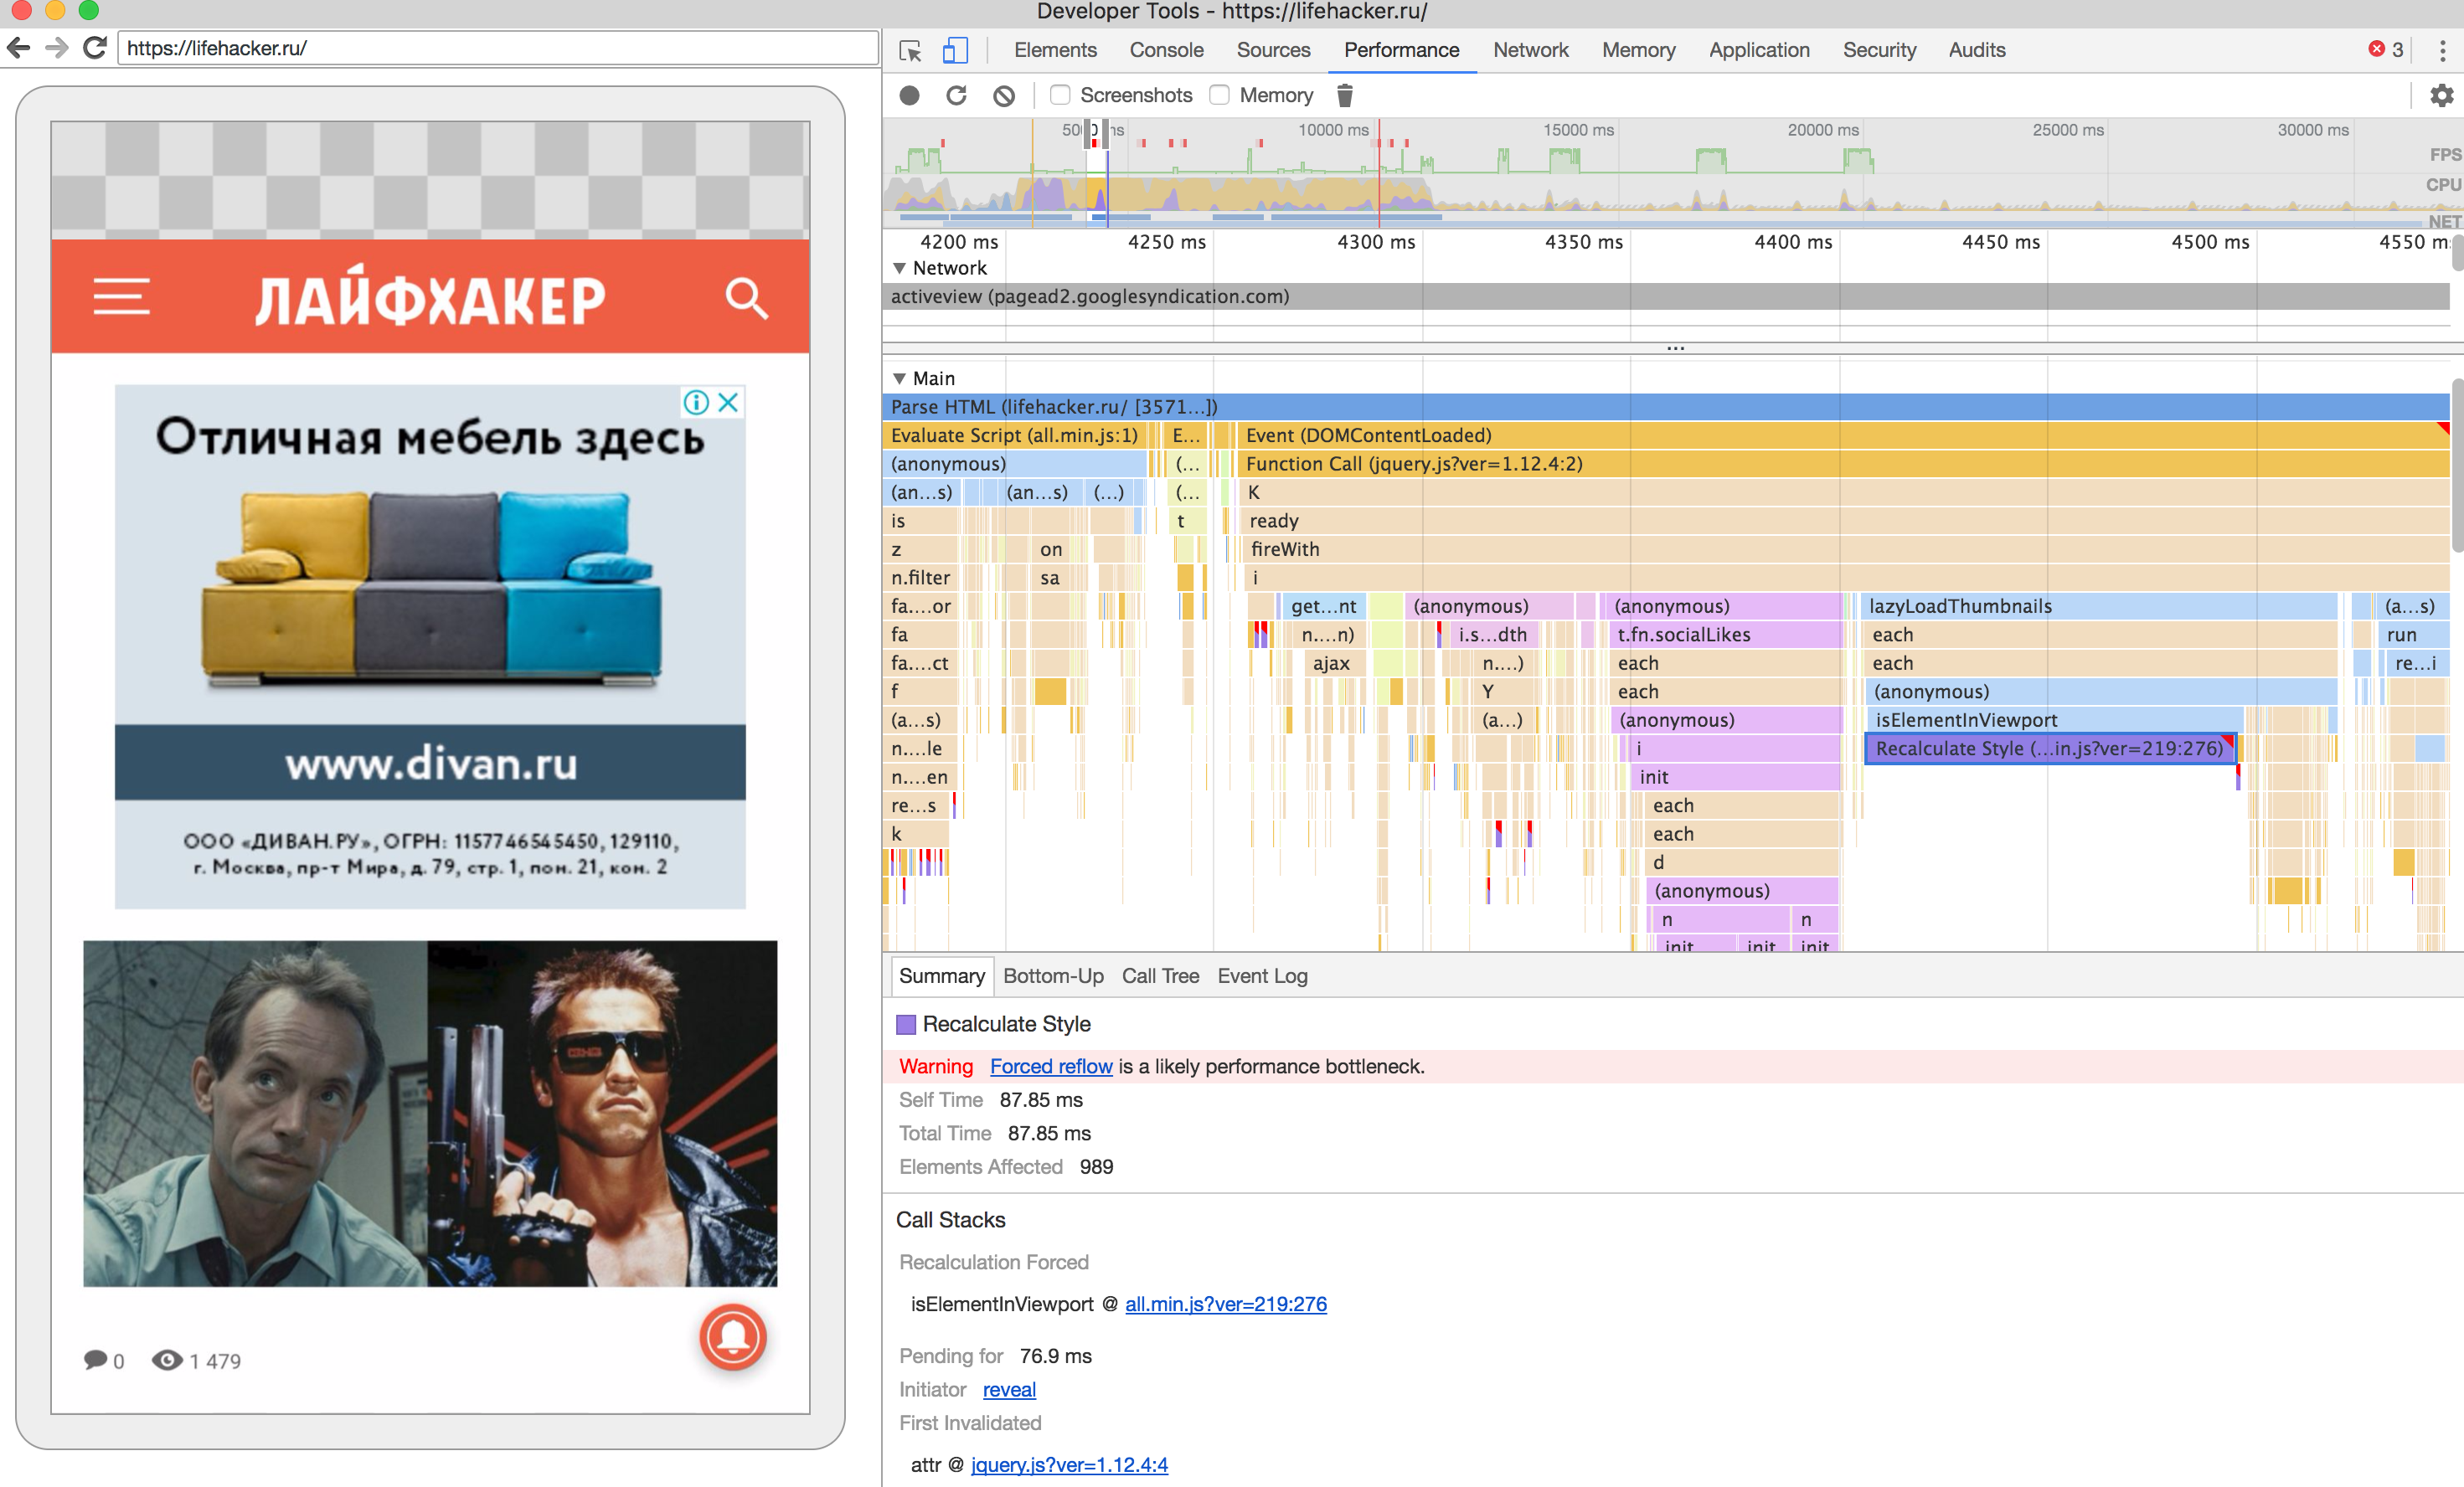 Developer Tools - https://lifehacker.ru/
https://lifehacker.ru/
ЛАЙФХАКЕР
Отличная мебель здесь
www.divan.ru
ООО «ДИВАН.РУ», ОГРН: 1157746545450, 129110,
г. Москва, пр-т Мира, д. 79, стр. 1, пом. 21, ком. 2
0 1 479
Elements Console Sources Performance Network Memory Application Security Audits 3
Screenshots Memory
10000 ms 15000 ms 20000 ms 25000 ms 30000 ms
FPS
CPU
NET
4200 ms 4250 ms 4300 ms 4350 ms 4400 ms 4450 ms 4500 ms 4550 m
Network
activeview (pagead2.googlesyndication.com)
...
Main
Parse HTML (lifehacker.ru/ [3571...])
Evaluate Script (all.min.js:1) E... Event (DOMContentLoaded)
(anonymous) (... Function Call (jquery.js?ver=1.12.4:2)
(an...s) (an...s) (...) (... K
is t ready
z on fireWith
n.filter sa i
fa....or get...nt (anonymous) (anonymous) lazyLoadThumbnails (a...s)
fa n....n) i.s...dth t.fn.socialLikes each run
fa....ct ajax n....) each each re...i
f Y each (anonymous)
(a...s) (a...) (anonymous) isElementInViewport
n....le i Recalculate Style (...in.js?ver=219:276)
n....en init
re...s each
k each
d
(anonymous)
n n
init init init
Summary Bottom-Up Call Tree Event Log
Recalculate Style
Warning Forced reflow is a likely performance bottleneck.
Self Time 87.85 ms
Total Time 87.85 ms
Elements Affected 989
Call Stacks
Recalculation Forced
isElementInViewport @ all.min.js?ver=219:276
Pending for 76.9 ms
Initiator reveal
First Invalidated
attr @ jquery.js?ver=1.12.4:4